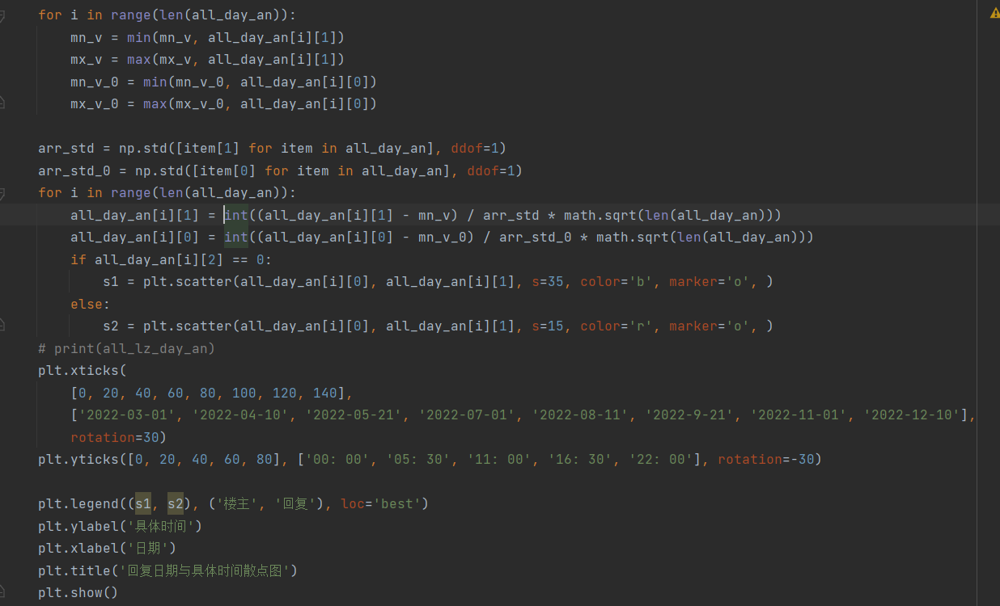 for i in range(len(all_day_an)):
    mn_v = min(mn_v, all_day_an[i][1])
    mx_v = max(mx_v, all_day_an[i][1])
    mn_v_0 = min(mn_v_0, all_day_an[i][0])
    mx_v_0 = max(mx_v_0, all_day_an[i][0])

arr_std = np.std([item[1] for item in all_day_an], ddof=1)
arr_std_0 = np.std([item[0] for item in all_day_an], ddof=1)
for i in range(len(all_day_an)):
    all_day_an[i][1] = int((all_day_an[i][1] - mn_v) / arr_std * math.sqrt(len(all_day_an)))
    all_day_an[i][0] = int((all_day_an[i][0] - mn_v_0) / arr_std_0 * math.sqrt(len(all_day_an)))
    if all_day_an[i][2] == 0:
        s1 = plt.scatter(all_day_an[i][0], all_day_an[i][1], s=35, color='b', marker='o', )
    else:
        s2 = plt.scatter(all_day_an[i][0], all_day_an[i][1], s=15, color='r', marker='o', )
# print(all_lz_day_an)
plt.xticks(
    [0, 20, 40, 60, 80, 100, 120, 140],
    ['2022-03-01', '2022-04-10', '2022-05-21', '2022-07-01', '2022-08-11', '2022-9-21', '2022-11-01', '2022-12-10'],
    rotation=30)
plt.yticks([0, 20, 40, 60, 80], ['00: 00', '05: 30', '11: 00', '16: 30', '22: 00'], rotation=-30)

plt.legend((s1, s2), ('楼主', '回复'), loc='best')
plt.ylabel('具体时间')
plt.xlabel('日期')
plt.title('回复日期与具体时间散点图')
plt.show()